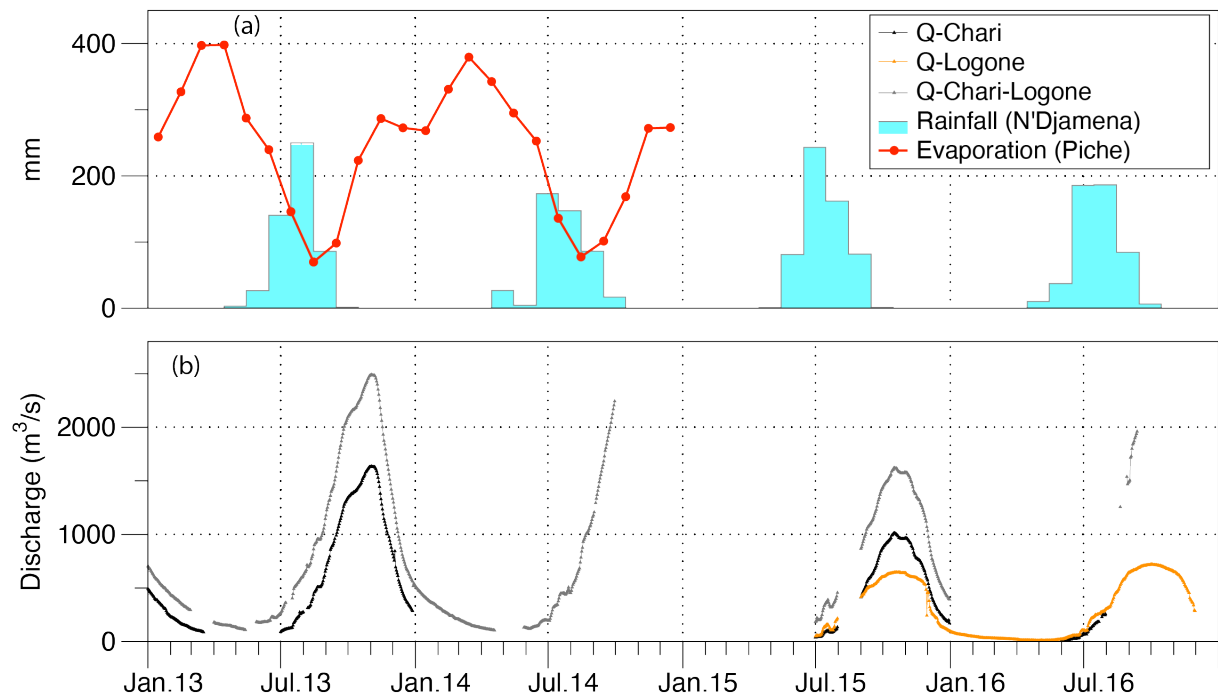 (a)
400
200
0
mm
Q-Chari
Q-Logone
Q-Chari-Logone
Rainfall (N'Djamena)
Evaporation (Piche)
(b)
2000
1000
0
Discharge (m³/s)
Jan.13 Jul.13 Jan.14 Jul.14 Jan.15 Jul.15 Jan.16 Jul.16